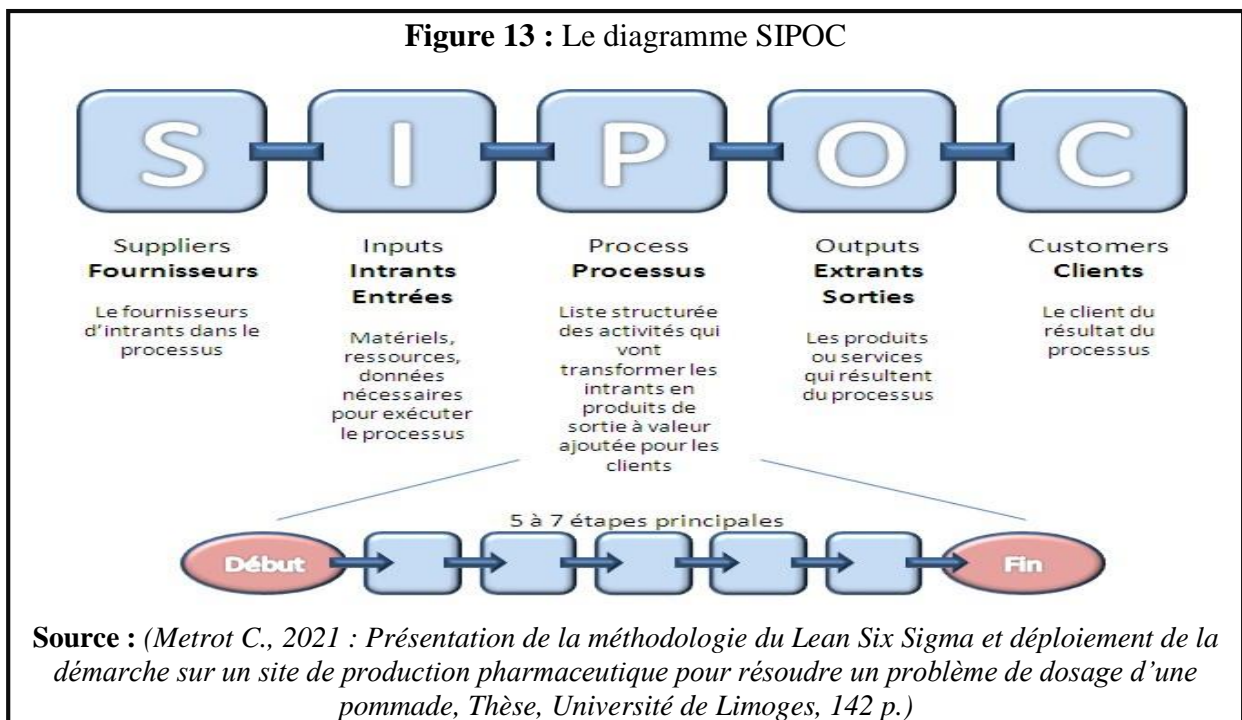 Figure 13 : Le diagramme SIPOC
S I P O C
Suppliers
Fournisseurs
Le fournisseurs
d'intrants dans le
processus
Inputs
Intrants
Entrées
Matériels,
ressources,
données
nécessaires
pour exécuter
le processus
Process
Processus
Liste structurée
des activités qui
vont
transformer les
intrants en
produits de
sortie à valeur
ajoutée pour les
clients
Outputs
Extrants
Sorties
Les produits
ou services
qui résultent
du processus
Customers
Clients
Le client du
résultat du
processus
5 à 7 étapes principales
Début
Fin
Source : (Metrot C., 2021 : Présentation de la méthodologie du Lean Six Sigma et déploiement de la
démarche sur un site de production pharmaceutique pour résoudre un problème de dosage d'une
pommade, Thèse, Université de Limoges, 142 p.)